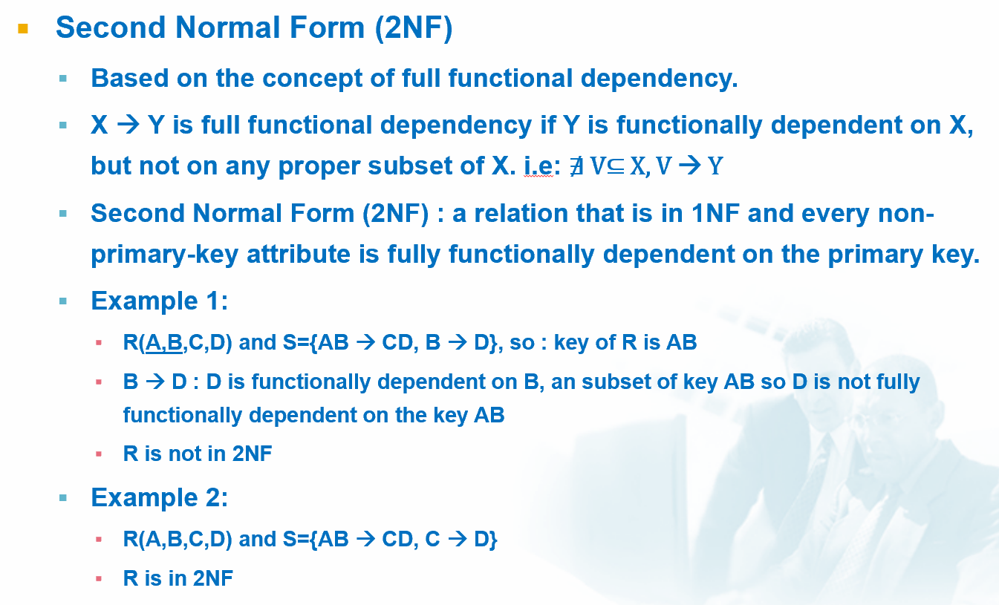 Second Normal Form (2NF)
Based on the concept of full functional dependency.
X → Y is full functional dependency if Y is functionally dependent on X,
but not on any proper subset of X. i.e: ∄ V⊆ X, V → Y
Second Normal Form (2NF) : a relation that is in 1NF and every non-
primary-key attribute is fully functionally dependent on the primary key.
Example 1:
R(A,B,C,D) and S={AB → CD, B → D}, so : key of R is AB
B → D : D is functionally dependent on B, an subset of key AB so D is not fully
functionally dependent on the key AB
R is not in 2NF
Example 2:
R(A,B,C,D) and S={AB → CD, C → D}
R is in 2NF